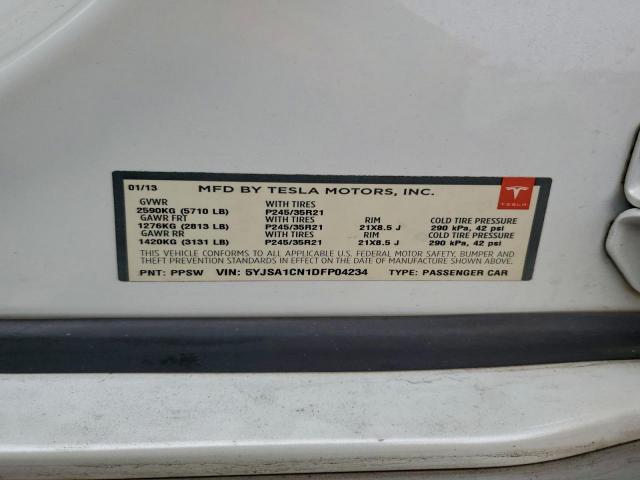 01/13 MFD BY TESLA MOTORS, INC.
TESLA
GVWR WITH TIRES
2590KG (5710 LB) P245/35R21
GAWR FRT WITH TIRES RIM COLD TIRE PRESSURE
1276KG (2813 LB) P245/35R21 21X8.5 J 290 kPa, 42 psi
GAWR RR WITH TIRES RIM COLD TIRE PRESSURE
1420KG (3131 LB) P245/35R21 21X8.5 J 290 kPa, 42 psi
THIS VEHICLE CONFORMS TO ALL APPLICABLE U.S. FEDERAL MOTOR SAFETY, BUMPER AND
THEFT PREVENTION STANDARDS IN EFFECT ON THE DATE OF MANUFACTURE SHOWN ABOVE.
PNT: PPSW VIN: 5YJSA1CN1DFP04234 TYPE: PASSENGER CAR